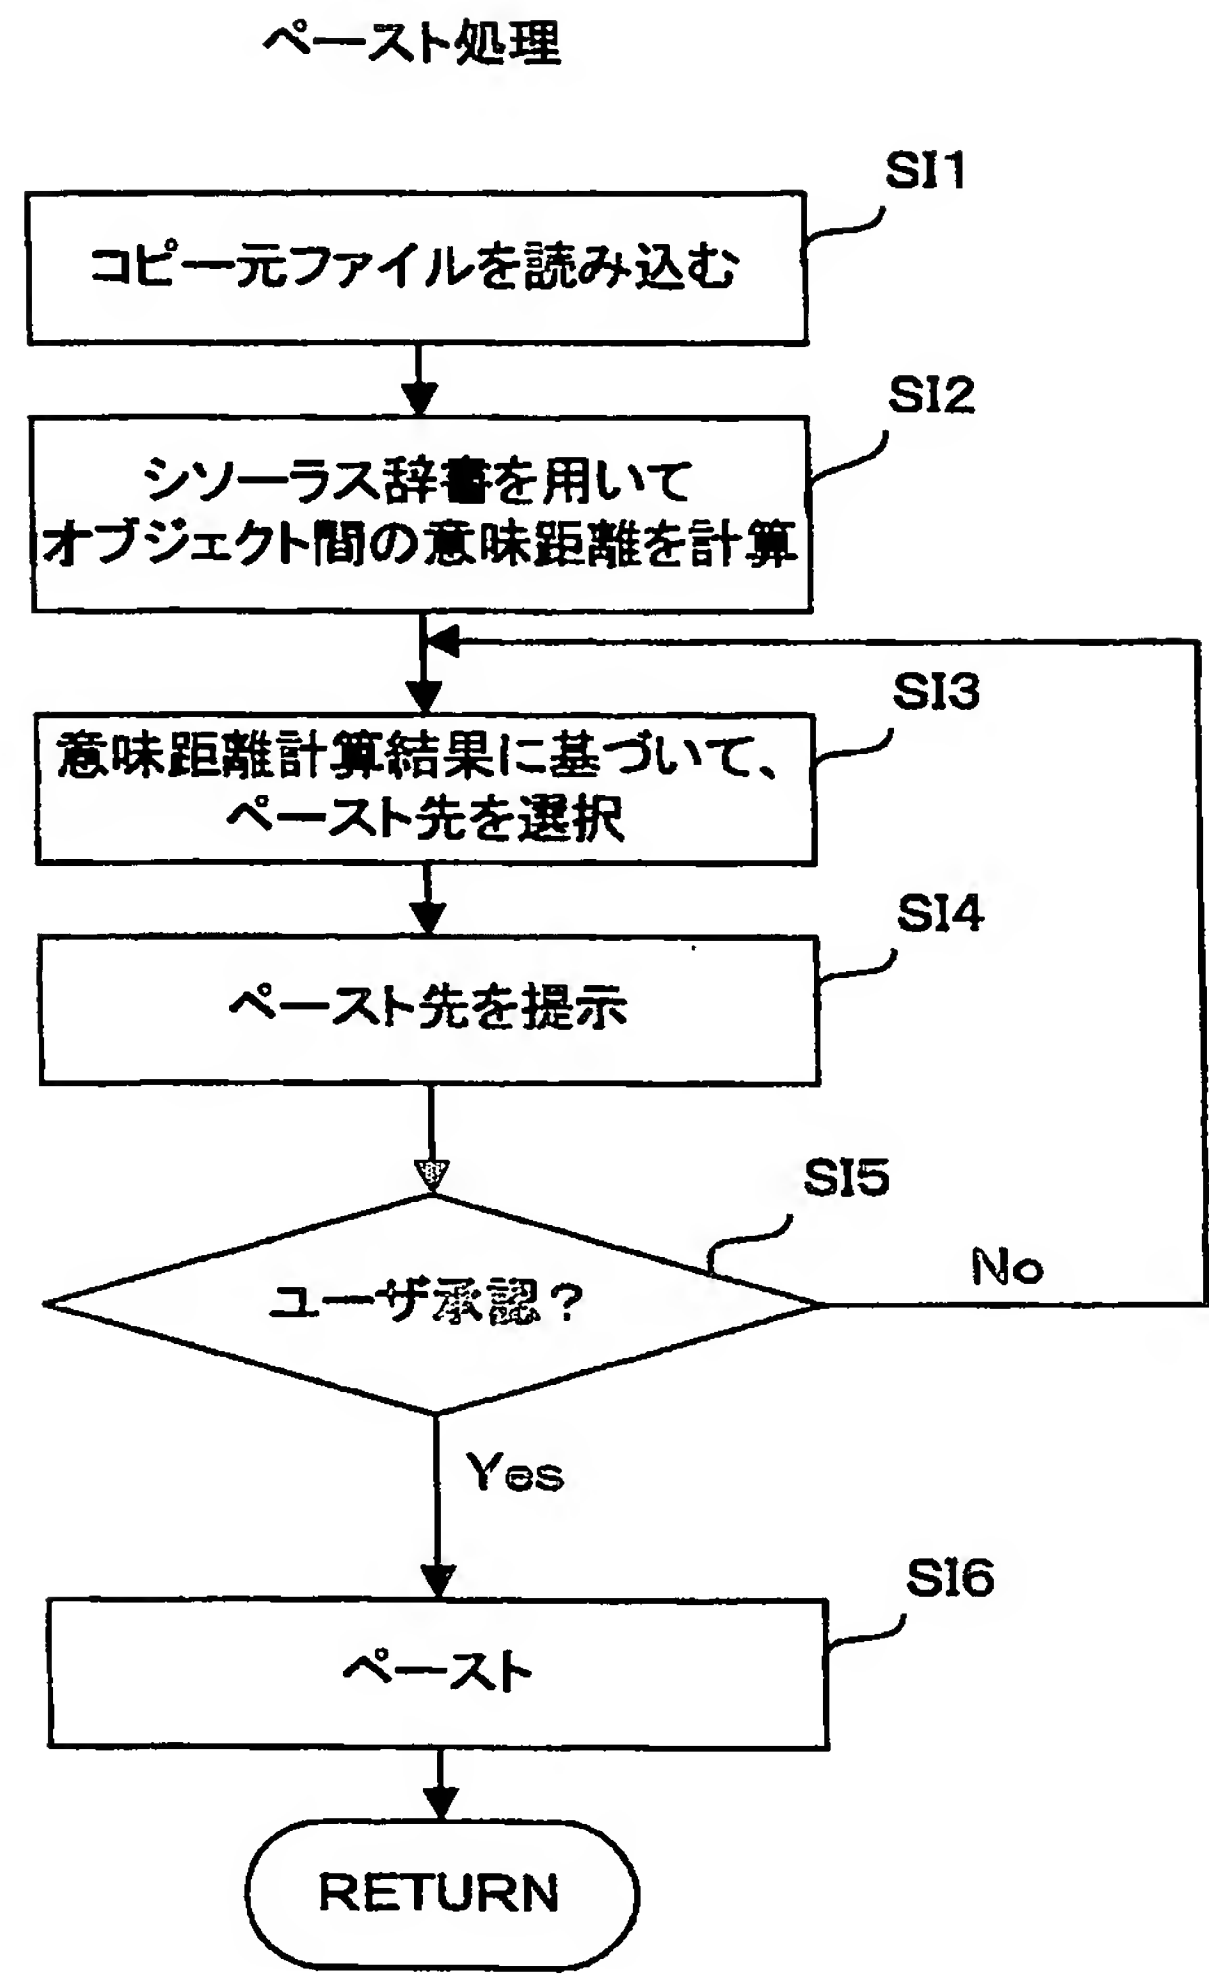 ペースト処理
SI1
コピー元ファイルを読み込む
SI2
シソーラス辞書を用いて
オブジェクト間の意味距離を計算
SI3
意味距離計算結果に基づいて、
ペースト先を選択
SI4
ペースト先を提示
SI5
ユーザ承認?
No
Yes
SI6
ペースト
RETURN